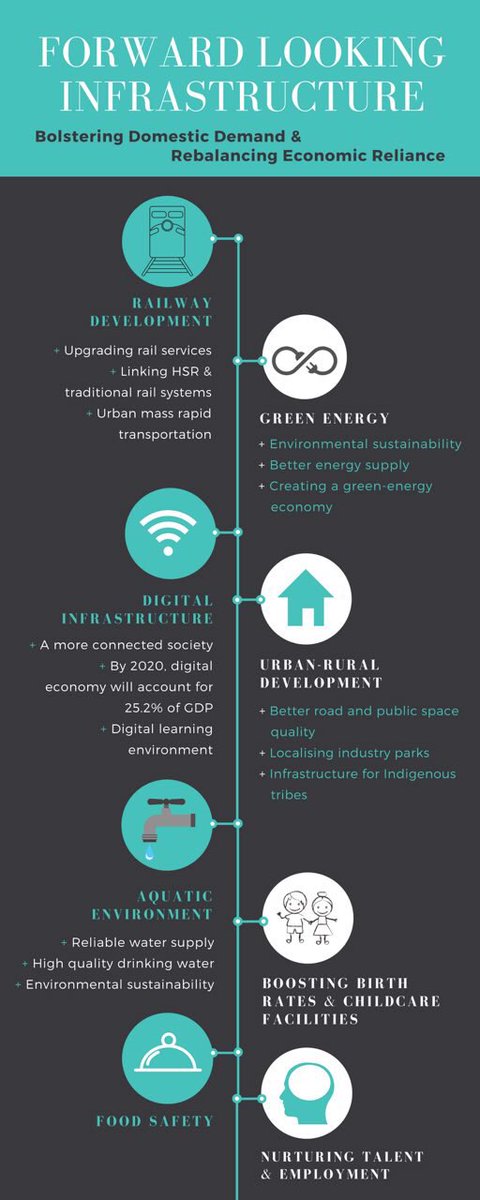 FORWARD LOOKING
INFRASTRUCTURE
Bolstering Domestic Demand &
Rebalancing Economic Reliance
RAILWAY
DEVELOPMENT
+ Upgrading rail services
+ Linking HSR &
traditional rail systems
+ Urban mass rapid
transportation
GREEN ENERGY
+ Environmental sustainability
+ Better energy supply
+ Creating a green-energy
economy
DIGITAL
INFRASTRUCTURE
+ A more connected society
+ By 2020, digital
economy will account for
25.2% of GDP
+ Digital learning
environment
URBAN-RURAL
DEVELOPMENT
+ Better road and public space
quality
+ Localising industry parks
+ Infrastructure for Indigenous
tribes
AQUATIC
ENVIRONMENT
+ Reliable water supply
+ High quality drinking water
+ Environmental sustainability
BOOSTING BIRTH
RATES & CHILDCARE
FACILITIES
FOOD SAFETY
NURTURING TALENT
& EMPLOYMENT